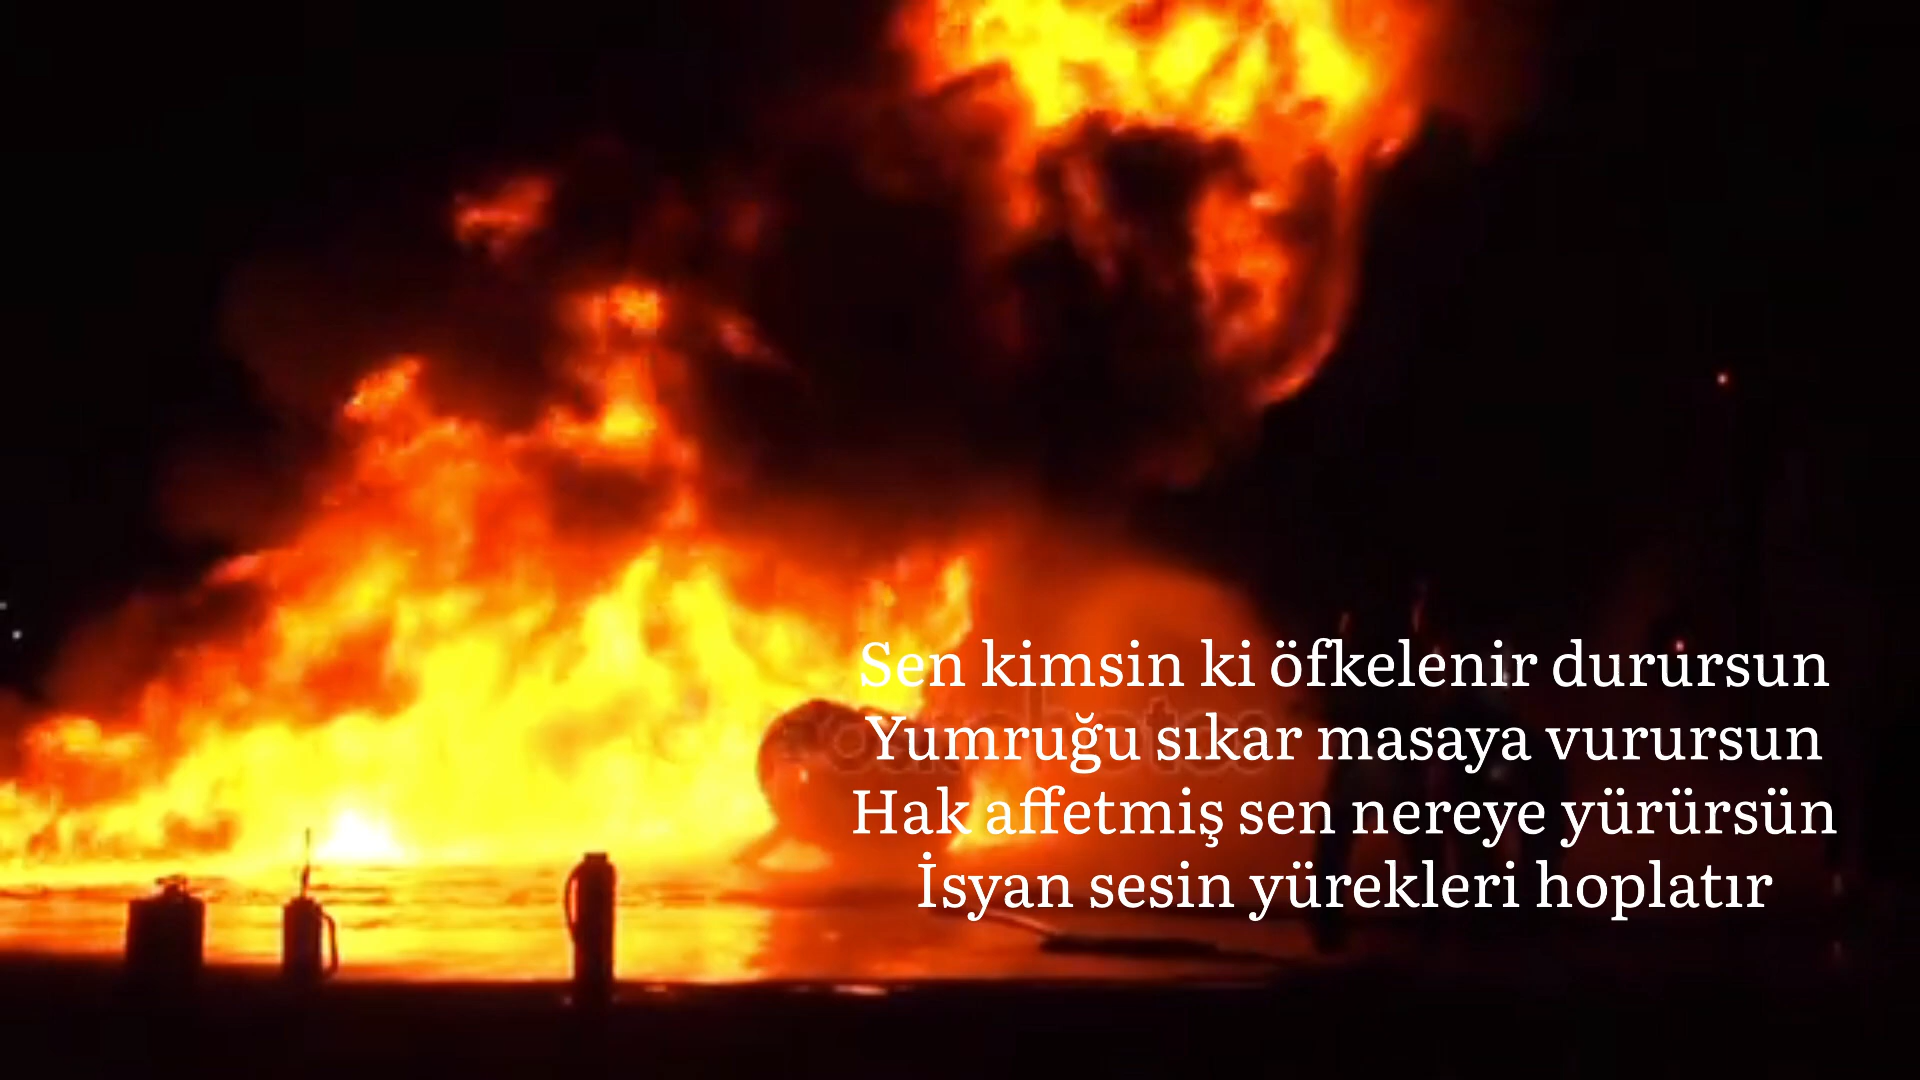 Sen kimsin ki öfkelenir durursun
Yumruğu sıkar masaya vurursun
Hak affetmiş sen nereye yürürsün
İsyan sesin yürekleri hoplatır